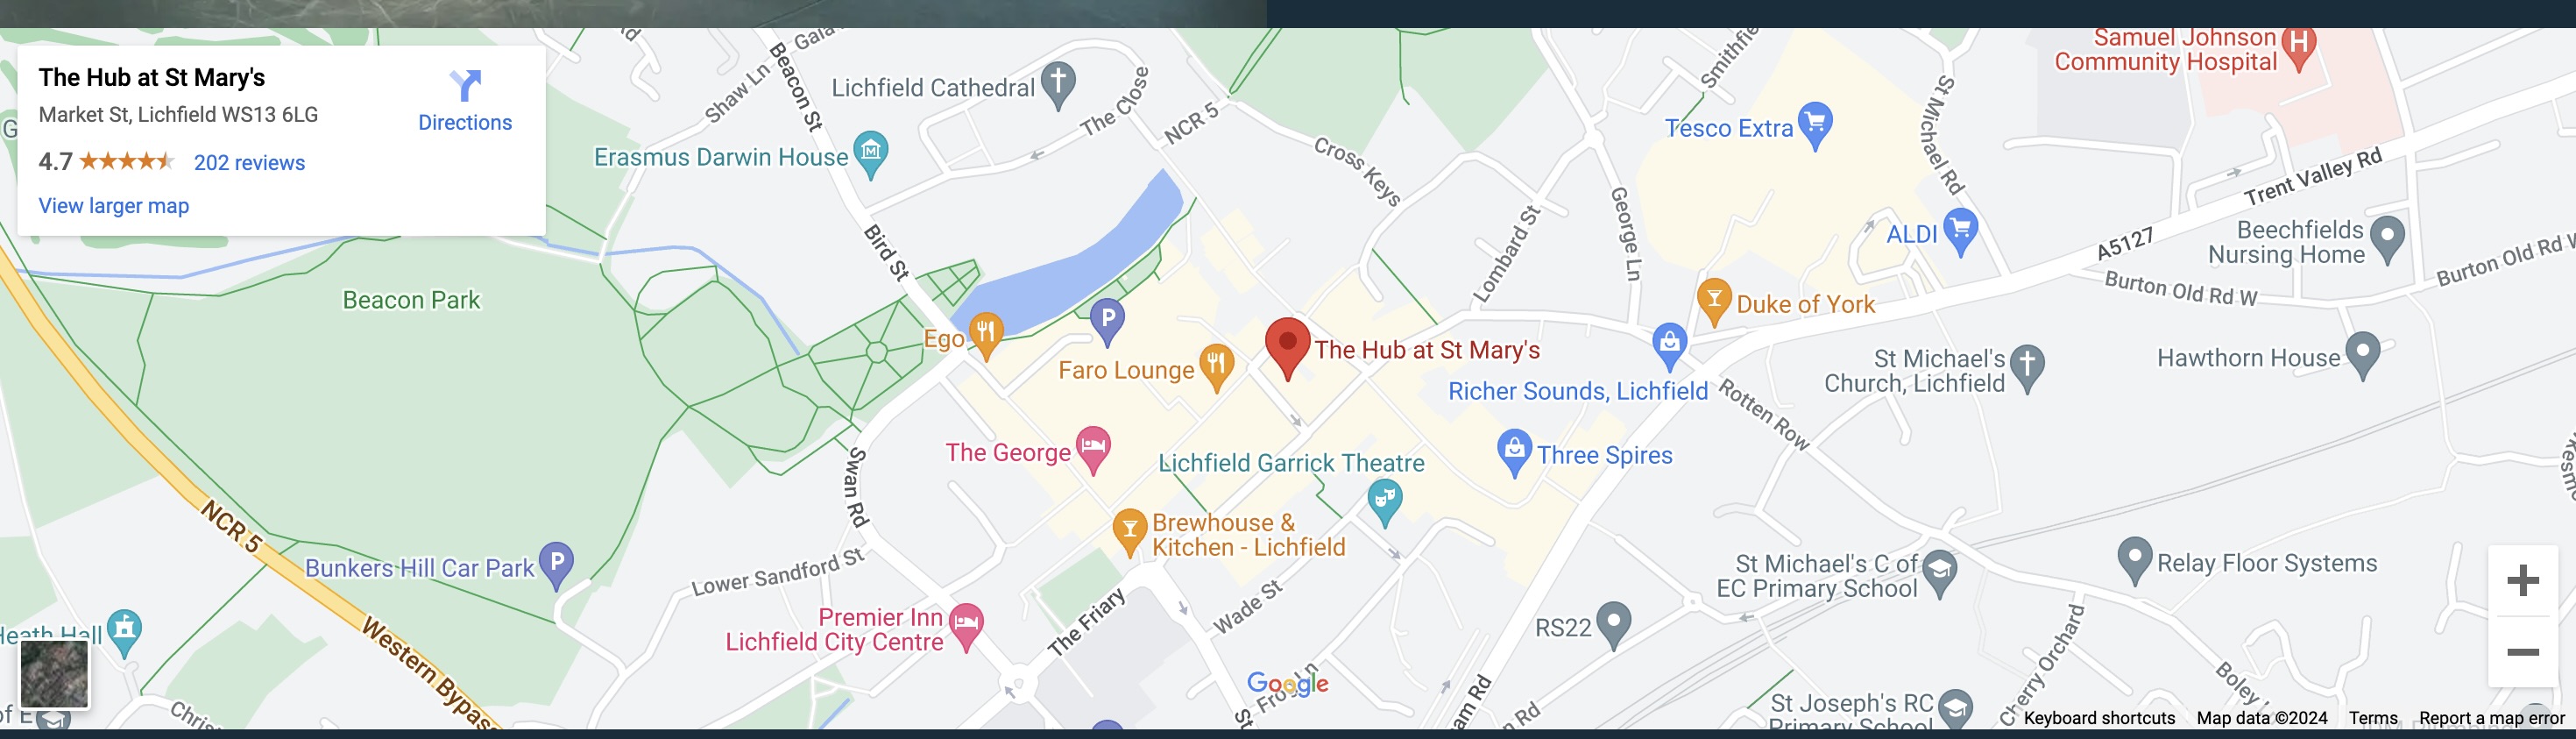 The Hub at St Mary's
Directions
Market St, Lichfield WS13 6LG
4.7
202 reviews
View larger map
Shaw Ln
Beacon St
Lichfield Cathedral
The Close
NCR 5
Erasmus Darwin House
Cross Keys
Bird St
Beacon Park
Ego
P
Faro Lounge
The Hub at St Mary's
Lombard St
George Ln
Tesco Extra
St Michael Rd
ALDI
Samuel Johnson
Community Hospital
H
Trent Valley Rd
A5127
Beechfields
Nursing Home
Burton Old Rd W
Burton Old Rd W
Duke of York
Richer Sounds, Lichfield
St Michael's
Church, Lichfield
Hawthorn House
Rotten Row
The George
Lichfield Garrick Theatre
Three Spires
Swan Rd
NCR 5
Bunkers Hill Car Park
P
Lower Sandford St
Brewhouse &
Kitchen - Lichfield
Premier Inn
Lichfield City Centre
The Friary
Wade St
Western Bypass
Frog Ln
Google
RS22
St Michael's C of
EC Primary School
Relay Floor Systems
Cherry Orchard
St Joseph's RC
Primary School
Keyboard shortcuts
Map data ©2024
Terms
Report a map error